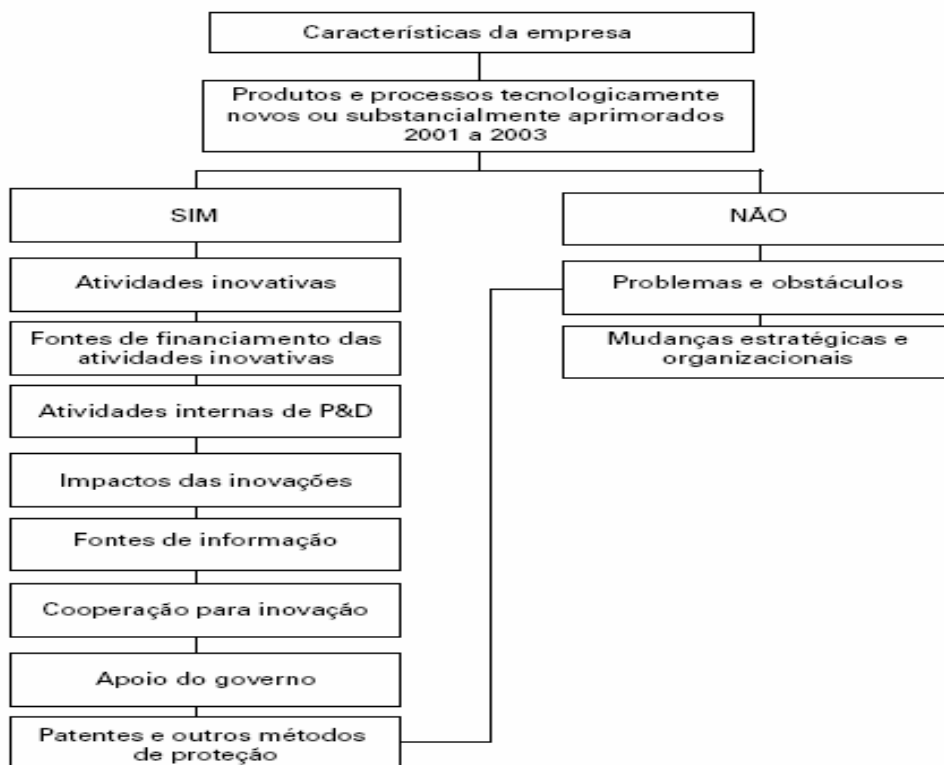 Características da empresa
Produtos e processos tecnologicamente
novos ou substancialmente aprimorados
2001 a 2003
SIM
Atividades inovativas
Fontes de financiamento das
atividades inovativas
Atividades internas de P&D
Impactos das inovações
Fontes de informação
Cooperação para inovação
Apoio do governo
Patentes e outros métodos
de proteção
NÃO
Problemas e obstáculos
Mudanças estratégicas e
organizacionais